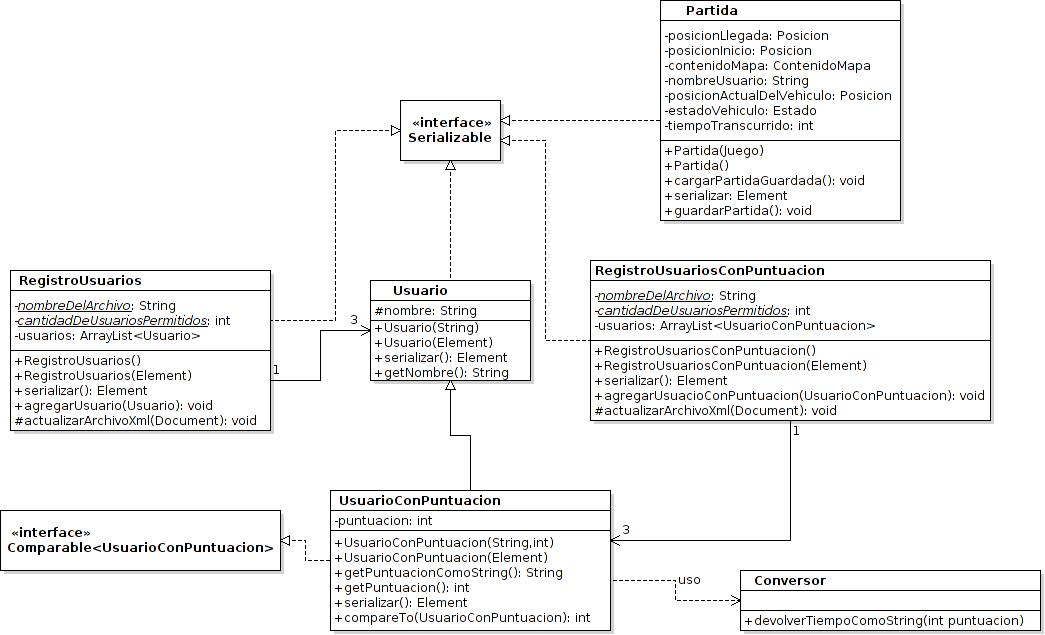 Partida
-posicionLlegada: Posicion
-posicionInicio: Posicion
-contenidoMapa: ContenidoMapa
-nombreUsuario: String
-posicionActualDelVehiculo: Posicion
-estadoVehiculo: Estado
-tiempoTranscurrido: int
+Partida(Juego)
+Partida()
+cargarPartidaGuardada(): void
+serializar: Element
+guardarPartida(): void
«interface»
Serializable
RegistroUsuarios
-nombreDelArchivo: String
-cantidadDeUsuariosPermitidos: int
-usuarios: ArrayList<Usuario>
+RegistroUsuarios()
+RegistroUsuarios(Element)
+serializar(): Element
+agregarUsuario(Usuario): void
#actualizarArchivoXml(Document): void
3
1
Usuario
#nombre: String
+Usuario(String)
+Usuario(Element)
+serializar(): Element
+getNombre(): String
RegistroUsuariosConPuntuacion
-nombreDelArchivo: String
-cantidadDeUsuariosPermitidos: int
-usuarios: ArrayList<UsuarioConPuntuacion>
+RegistroUsuariosConPuntuacion()
+RegistroUsuariosConPuntuacion(Element)
+serializar(): Element
+agregarUsuacioConPuntuacion(UsuarioConPuntuacion): void
#actualizarArchivoXml(Document): void
1
3
UsuarioConPuntuacion
-puntuacion: int
+UsuarioConPuntuacion(String,int)
+UsuarioConPuntuacion(Element)
+getPuntuacionComoString(): String
+getPuntuacion(): int
+serializar(): Element
+compareTo(UsuarioConPuntuacion): int
«interface»
Comparable<UsuarioConPuntuacion>
uso
Conversor
+devolverTiempoComoString(int puntuacion)